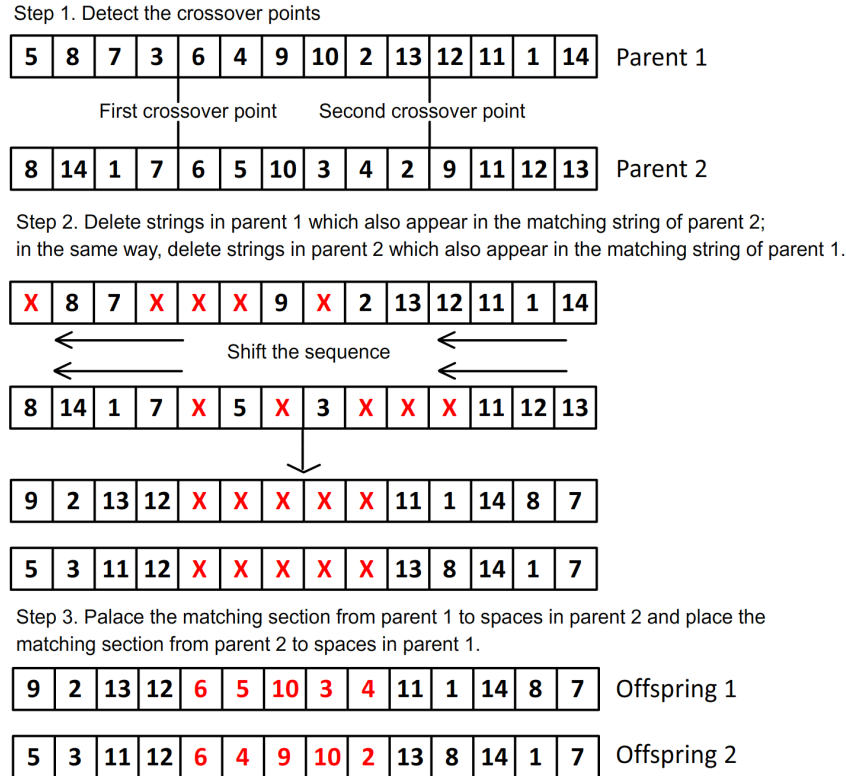 Step 1. Detect the crossover points
5 8 7 3 6 4 9 10 2 13 12 11 1 14 Parent 1
First crossover point Second crossover point
8 14 1 7 6 5 10 3 4 2 9 11 12 13 Parent 2
Step 2. Delete strings in parent 1 which also appear in the matching string of parent 2;
in the same way, delete strings in parent 2 which also appear in the matching string of parent 1.
X 8 7 X X X 9 X 2 13 12 11 1 14
Shift the sequence
8 14 1 7 X 5 X 3 X X X 11 12 13
9 2 13 12 X X X X X 11 1 14 8 7
5 3 11 12 X X X X X 13 8 14 1 7
Step 3. Palace the matching section from parent 1 to spaces in parent 2 and place the
matching section from parent 2 to spaces in parent 1.
9 2 13 12 6 5 10 3 4 11 1 14 8 7 Offspring 1
5 3 11 12 6 4 9 10 2 13 8 14 1 7 Offspring 2